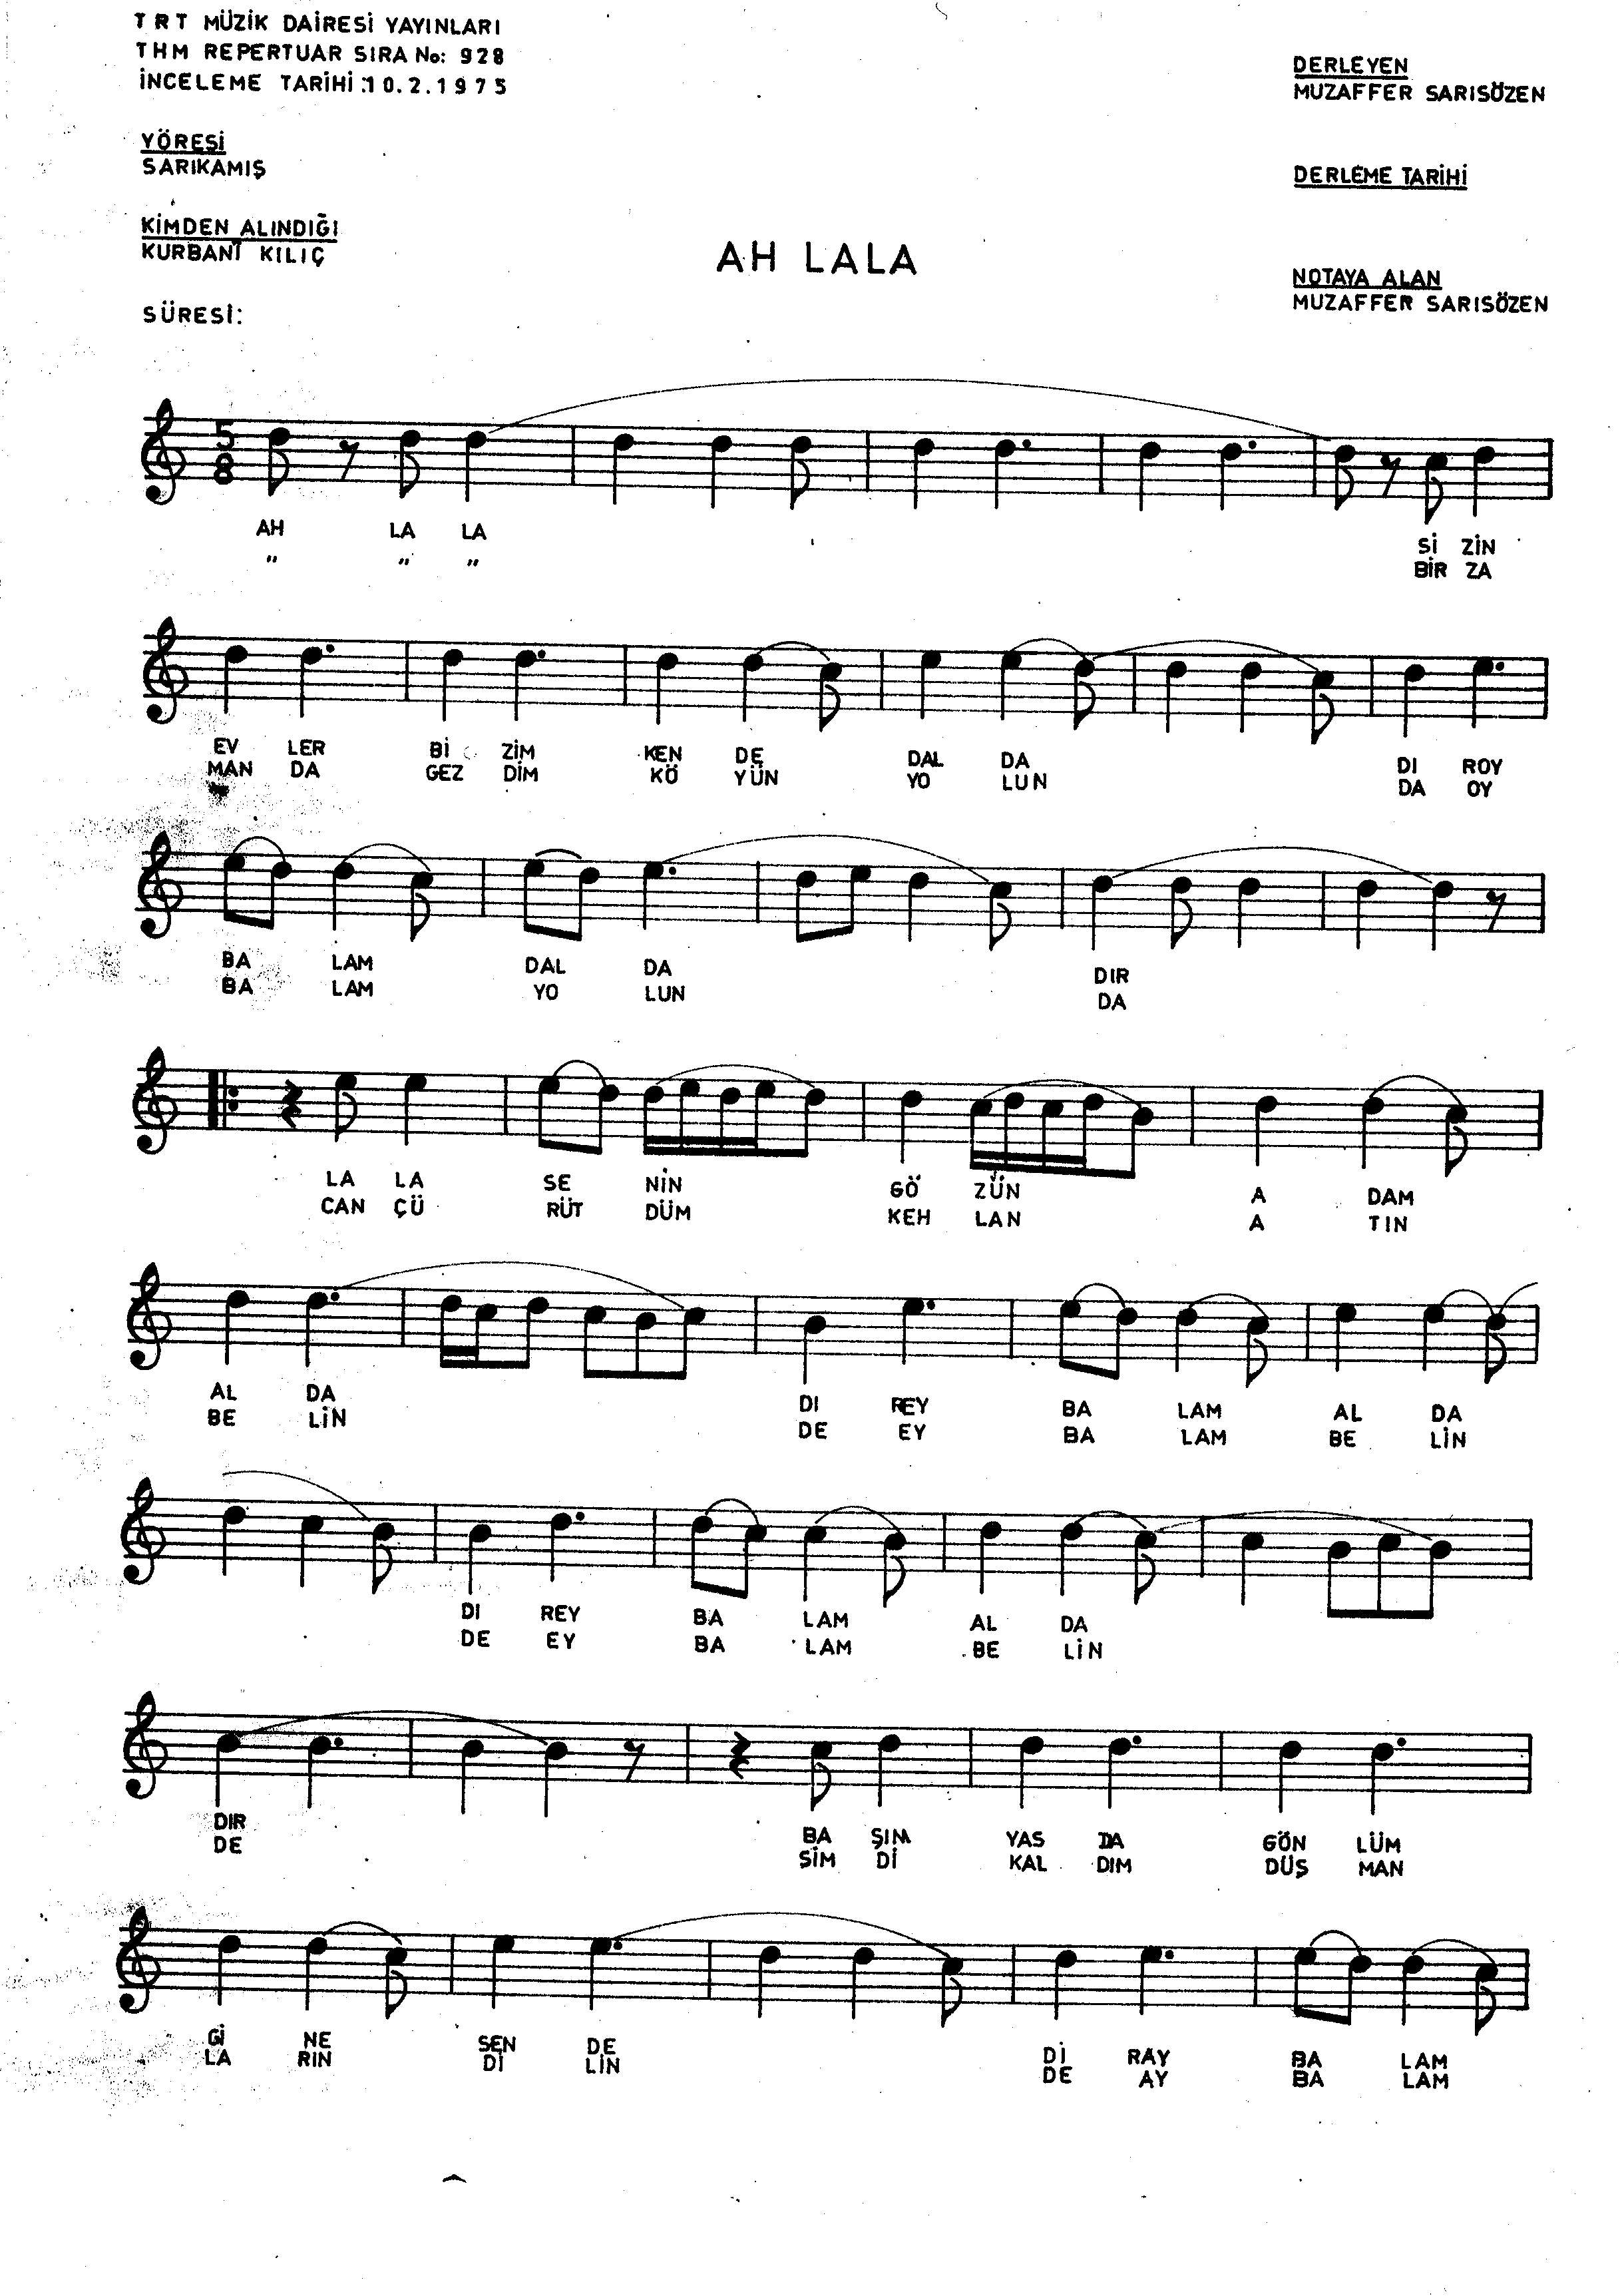 TRT MÜZİK DAİRESİ YAYINLARI
THM REPERTUAR SIRA No: 928
İNCELEME TARİHİ :10.2.1975
DERLEYEN
MUZAFFER SARISÖZEN
YÖRESİ
SARIKAMIŞ
DERLEME TARİHİ
KİMDEN ALINDIĞI
KURBANİ KILIÇ
AH LALA
NOTAYA ALAN
MUZAFFER SARISÖZEN
SÜRESİ:
5
8
AH LA LA Sİ ZİN
" " " BİR ZA
EV LER Bİ ZİM KEN DE DAL DA DI ROY
MAN DA GEZ DİM KÖ YÜN YO LUN DA OY
BA LAM DAL DA DIR
BA LAM YO LUN DA
LA LA SE NİN GÖ ZÜN A DAM
CAN ÇÜ RÜT DÜM KEH LAN A TIN
AL DA DI REY BA LAM AL DA
BE LİN DE EY BA LAM BE LİN
DI REY BA LAM AL DA
DE EY BA LAM BE LİN
DIR BA ŞIM YAS DA GÖN LÜM
DE ŞİM Dİ KAL DIM DÜŞ MAN
Gİ NE SEN DE Dİ RAY BA LAM
LA RIN Dİ LİN DE AY BA LAM